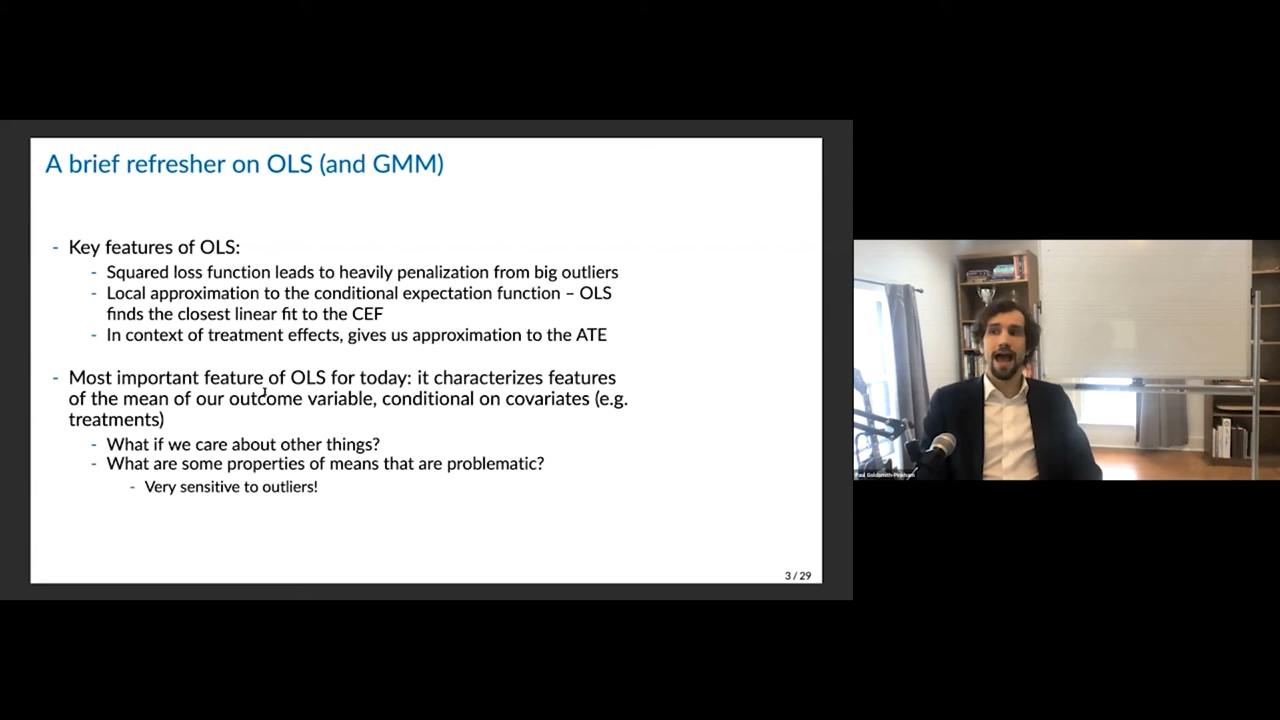 A brief refresher on OLS (and GMM)
- Key features of OLS:
- Squared loss function leads to heavily penalization from big outliers
- Local approximation to the conditional expectation function – OLS
finds the closest linear fit to the CEF
- In context of treatment effects, gives us approximation to the ATE
- Most important feature of OLS for today: it characterizes features
of the mean of our outcome variable, conditional on covariates (e.g.
treatments)
- What if we care about other things?
- What are some properties of means that are problematic?
- Very sensitive to outliers!
3 / 29
Paul Goldsmith-Pinkham